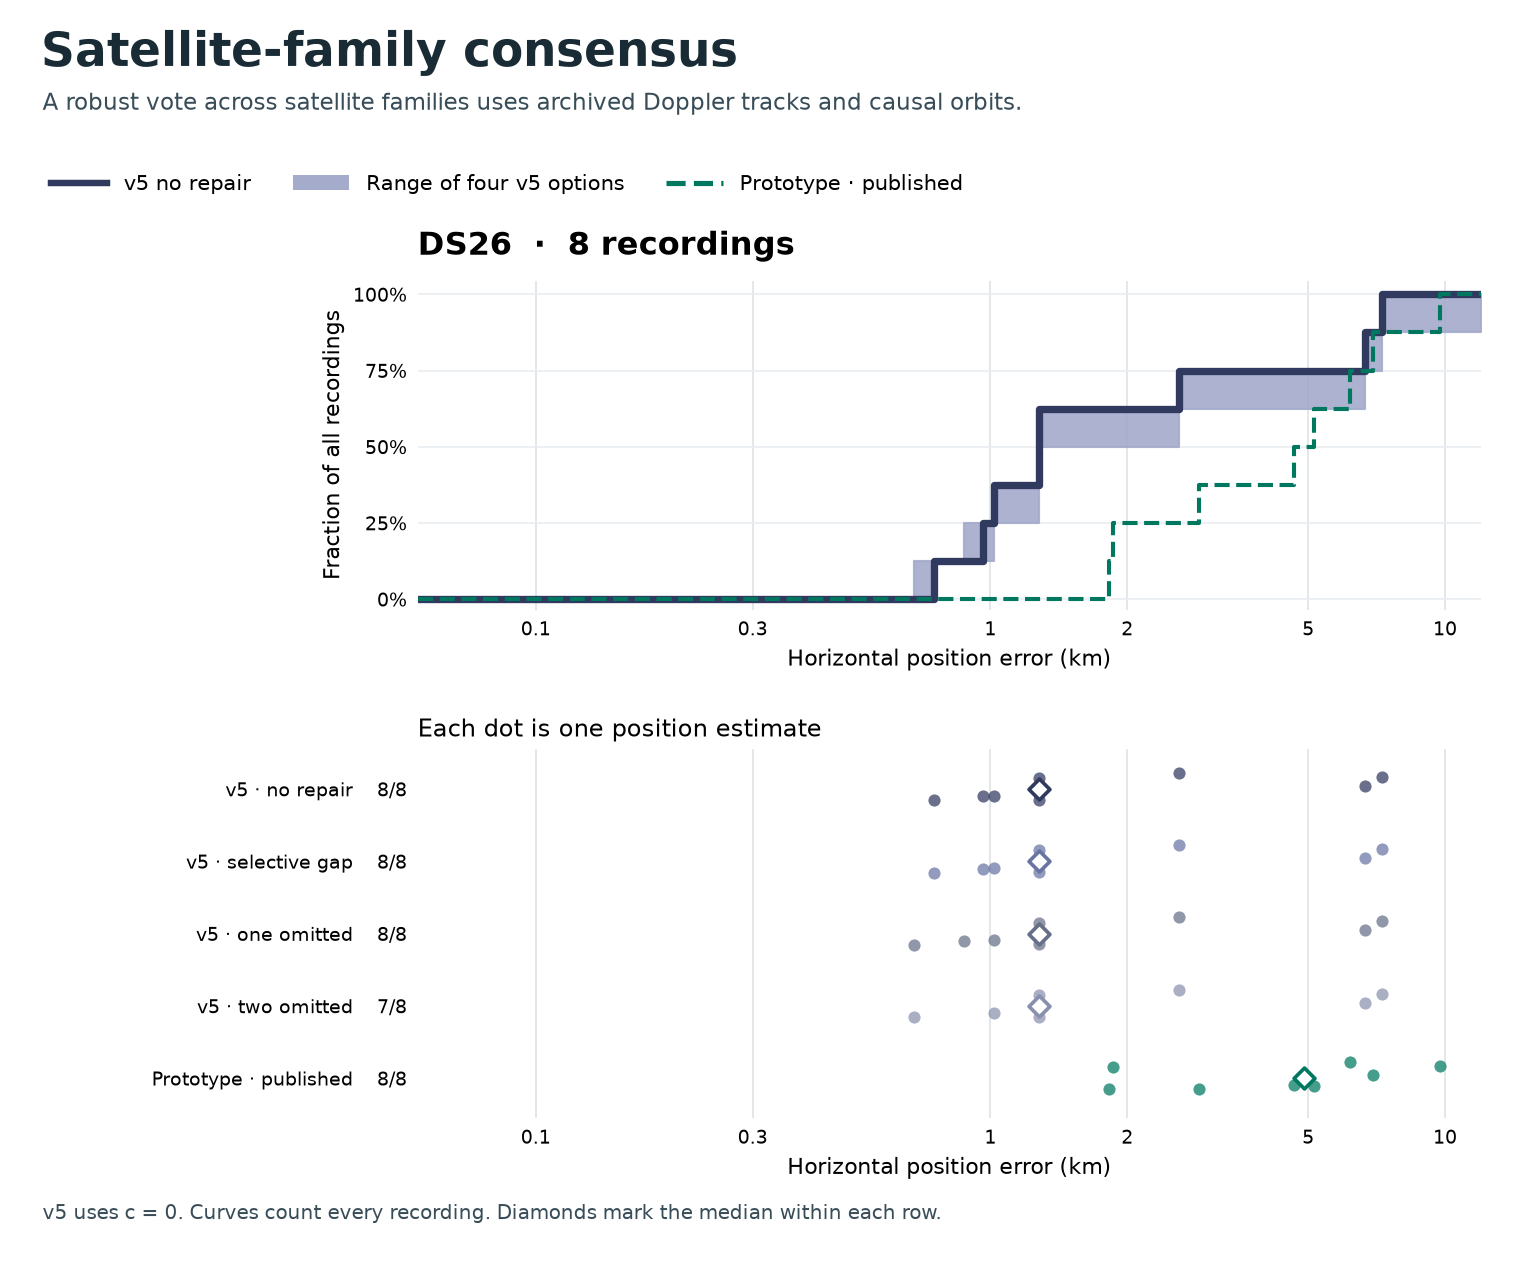 Satellite-family consensus
A robust vote across satellite families uses archived Doppler tracks and causal orbits.
v5 no repair
Range of four v5 options
Prototype · published
DS26 · 8 recordings
Fraction of all recordings
100%
75%
50%
25%
0%
0.1 0.3 1 2 5 10
Horizontal position error (km)
Each dot is one position estimate
v5 · no repair 8/8
v5 · selective gap 8/8
v5 · one omitted 8/8
v5 · two omitted 7/8
Prototype · published 8/8
0.1 0.3 1 2 5 10
Horizontal position error (km)
v5 uses c = 0. Curves count every recording. Diamonds mark the median within each row.